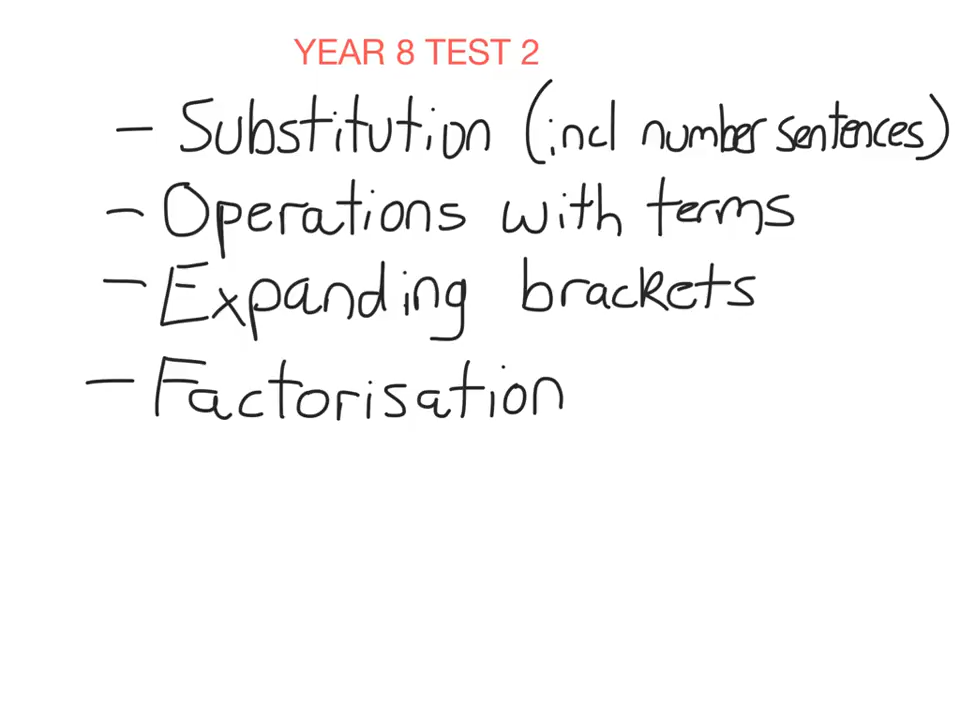 YEAR 8 TEST 2
- Substitution (incl number sentences)
- Operations with terms
- Expanding brackets
- Factorisation